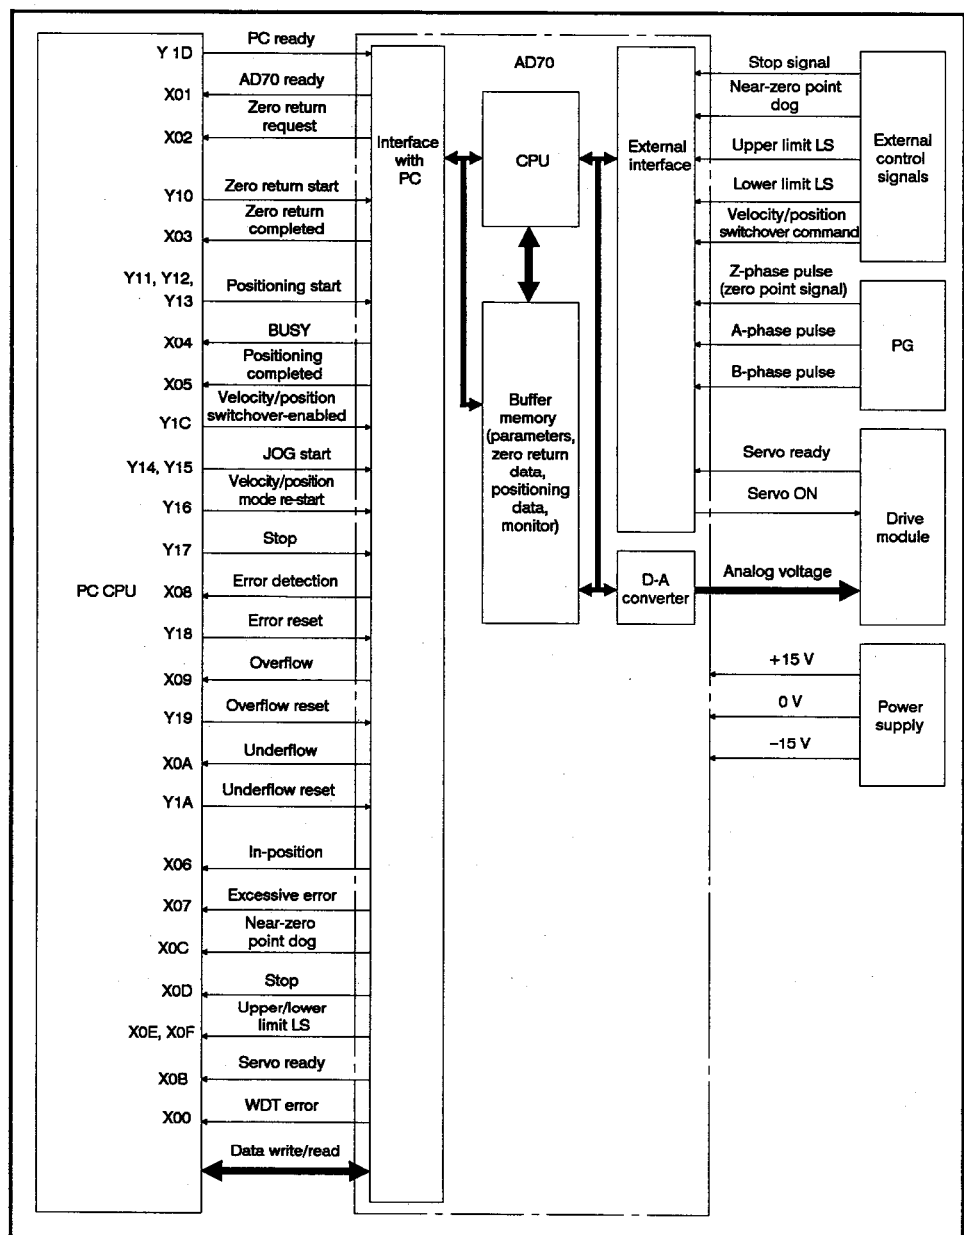 PC CPU
Y 1D
PC ready
X01
AD70 ready
X02
Zero return
request
Y10
Zero return start
X03
Zero return
completed
Y11, Y12,
Y13
Positioning start
X04
BUSY
X05
Positioning
completed
Y1C
Velocity/position
switchover-enabled
Y14, Y15
JOG start
Y16
Velocity/position
mode re-start
Y17
Stop
X08
Error detection
Y18
Error reset
X09
Overflow
Y19
Overflow reset
X0A
Underflow
Y1A
Underflow reset
X06
In-position
X07
Excessive error
X0C
Near-zero
point dog
X0D
Stop
X0E, X0F
Upper/lower
limit LS
X0B
Servo ready
X00
WDT error
Data write/read
Interface
with
PC
AD70
CPU
Buffer
memory
(parameters,
zero return
data,
positioning
data,
monitor)
External
interface
D-A
converter
Stop signal
Near-zero point
dog
Upper limit LS
Lower limit LS
Velocity/position
switchover command
External
control
signals
Z-phase pulse
(zero point signal)
A-phase pulse
B-phase pulse
PG
Servo ready
Servo ON
Analog voltage
Drive
module
+15 V
0 V
–15 V
Power
supply